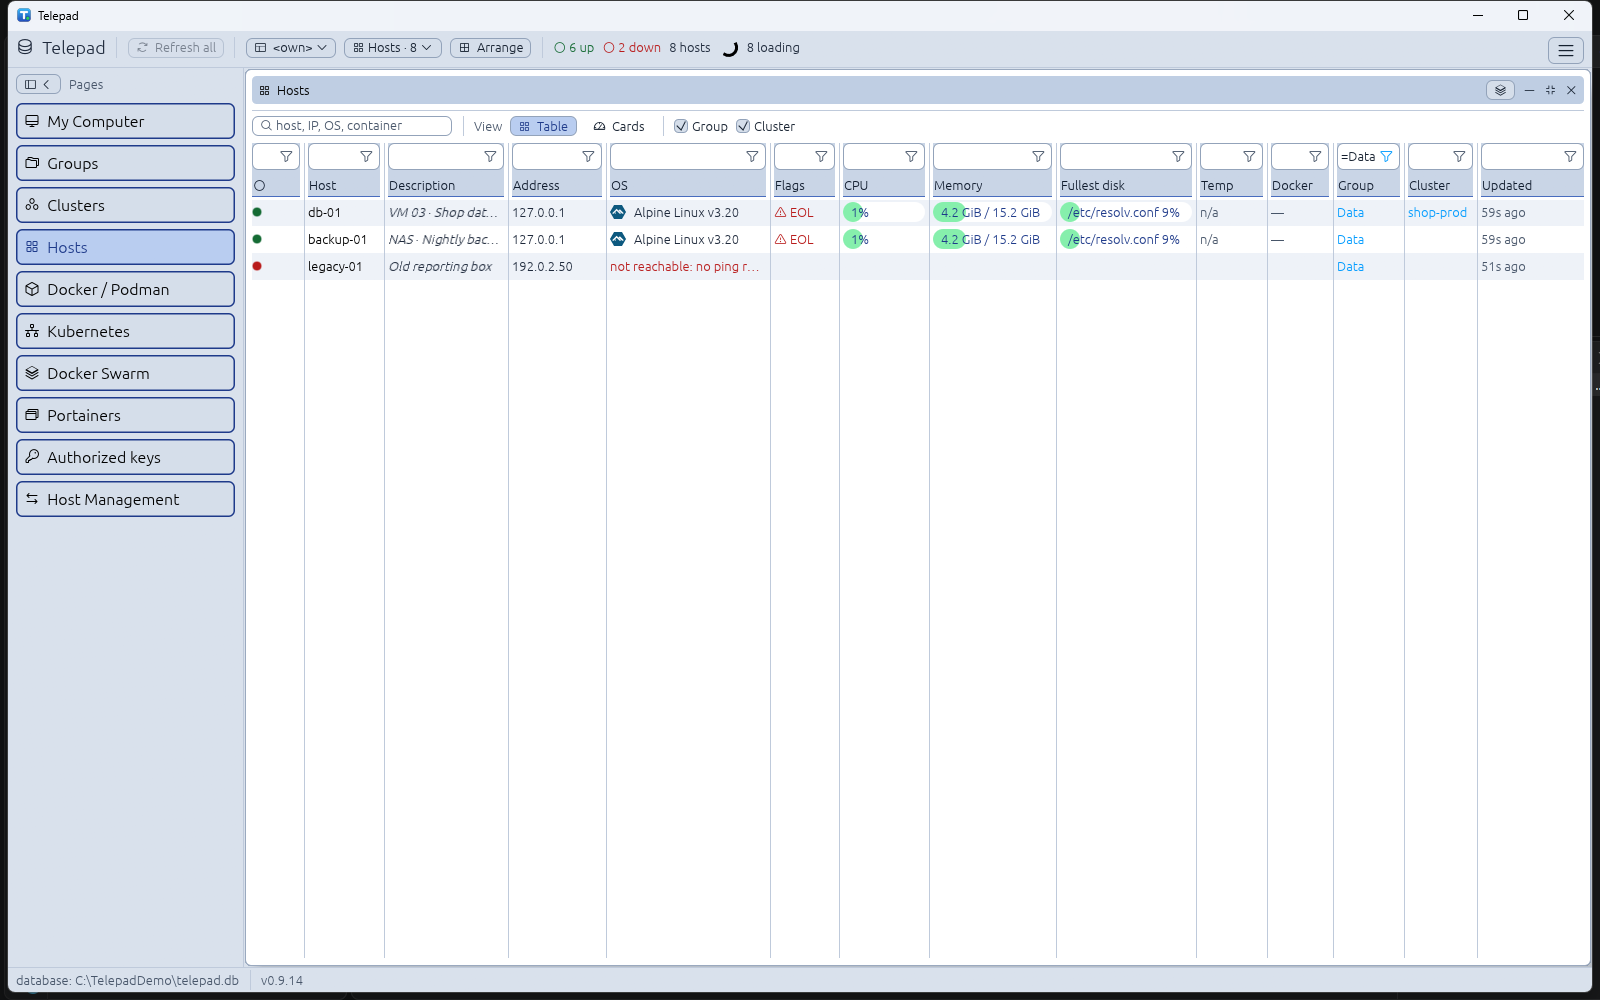 Telepad
Telepad
Refresh all
<own>
Hosts · 8
Arrange
6 up
2 down
8 hosts
8 loading
Pages
My Computer
Groups
Clusters
Hosts
Docker / Podman
Kubernetes
Docker Swarm
Portainers
Authorized keys
Host Management
Hosts
host, IP, OS, container
View
Table
Cards
Group
Cluster
=Data
Host Description Address OS Flags CPU Memory Fullest disk Temp Docker Group Cluster Updated
db-01 VM 03 · Shop dat... 127.0.0.1 Alpine Linux v3.20 EOL 1% 4.2 GiB / 15.2 GiB /etc/resolv.conf 9% n/a — Data shop-prod 59s ago
backup-01 NAS · Nightly bac... 127.0.0.1 Alpine Linux v3.20 EOL 1% 4.2 GiB / 15.2 GiB /etc/resolv.conf 9% n/a — Data 59s ago
legacy-01 Old reporting box 192.0.2.50 not reachable: no ping r... Data 51s ago
database: C:\TelepadDemo\telepad.db
v0.9.14